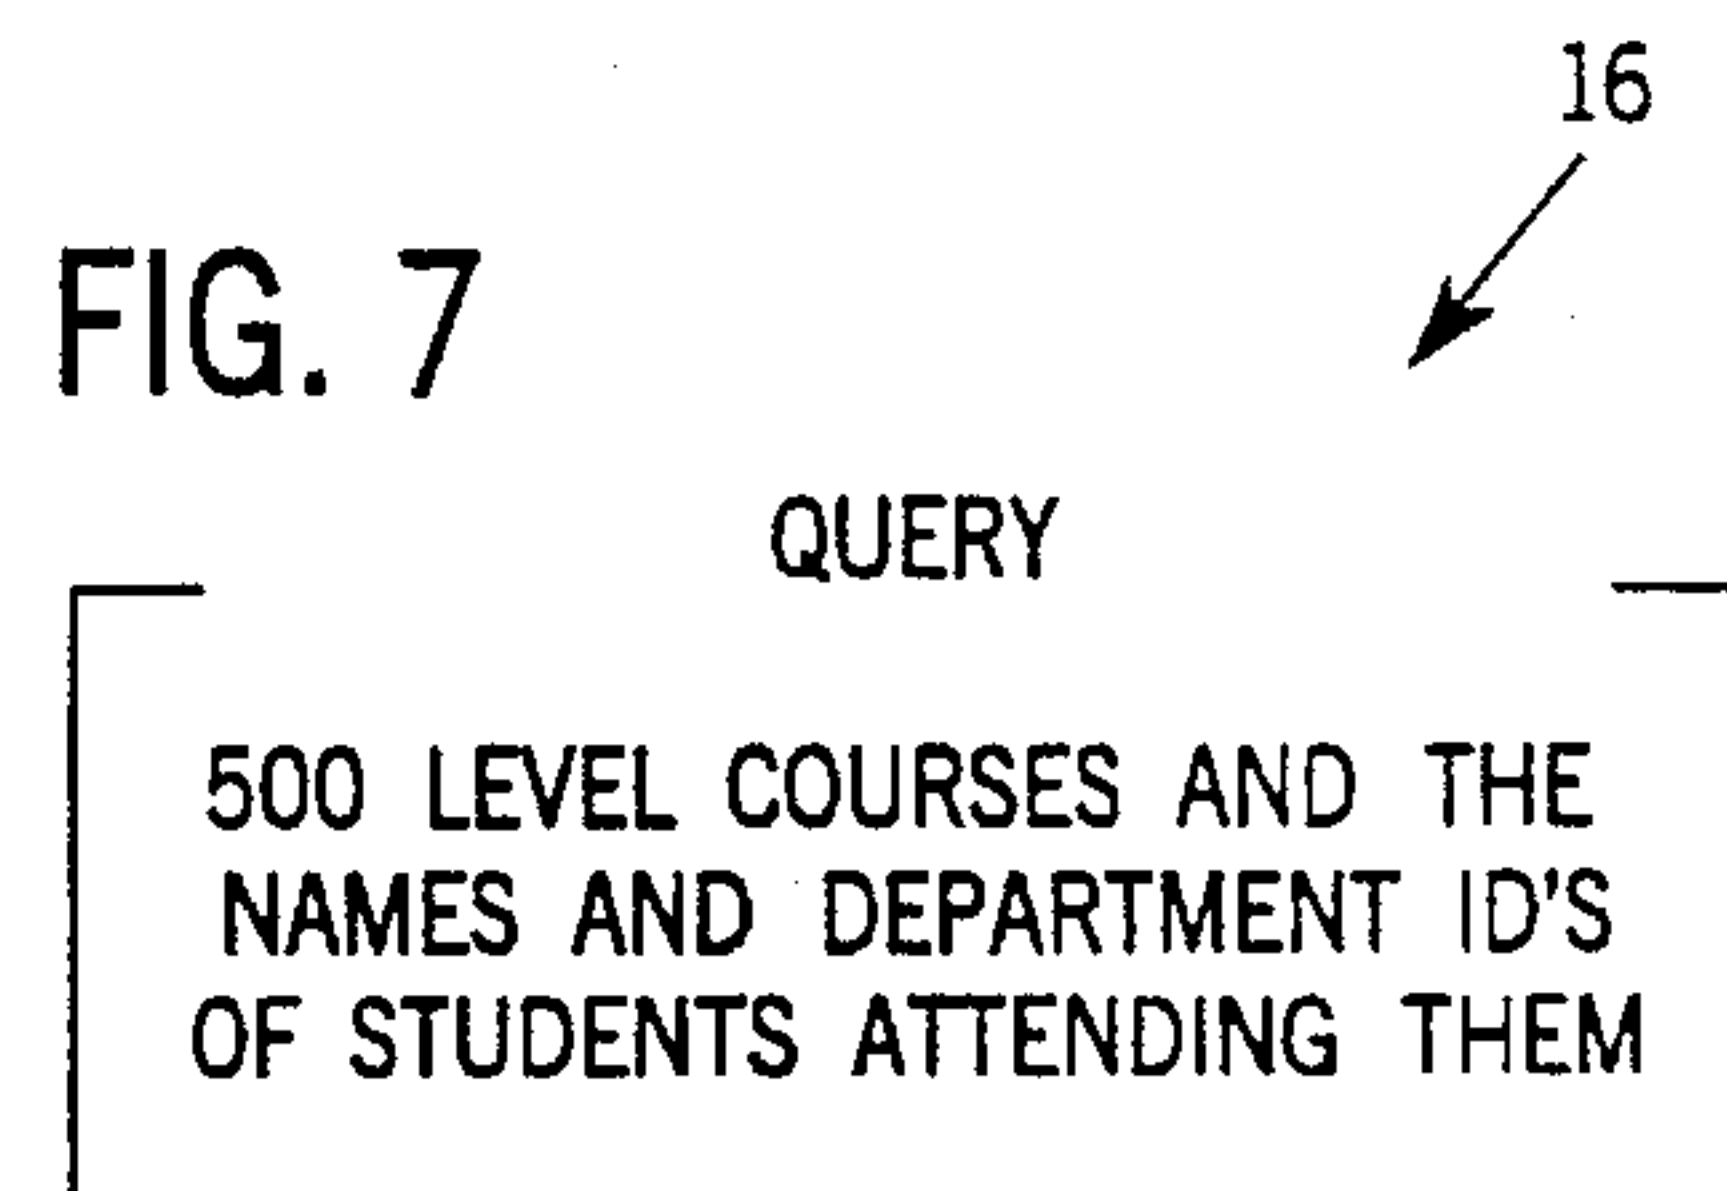 16
FIG. 7
QUERY
500 LEVEL COURSES AND THE
NAMES AND DEPARTMENT ID'S
OF STUDENTS ATTENDING THEM